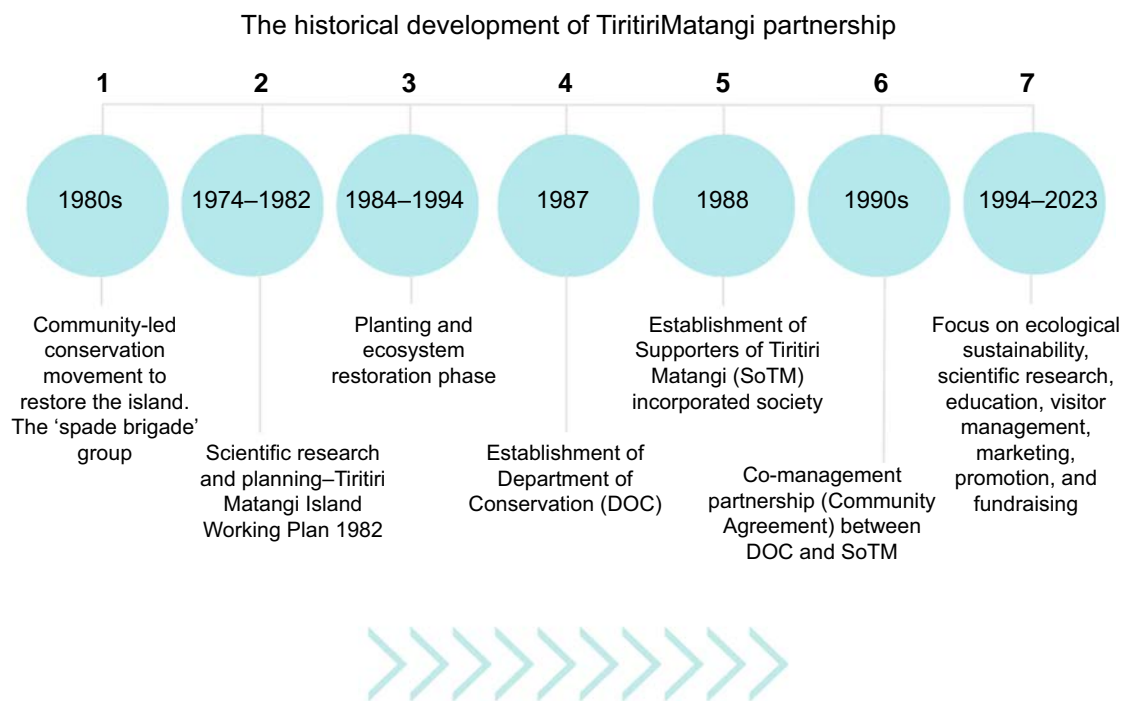 The historical development of TiritiriMatangi partnership
1
2
3
4
5
6
7
1980s
1974–1982
1984–1994
1987
1988
1990s
1994–2023
Community-led
conservation
movement to
restore the island.
The ‘spade brigade’
group
Scientific research
and planning–Tiritiri
Matangi Island
Working Plan 1982
Planting and
ecosystem
restoration phase
Establishment of
Department of
Conservation (DOC)
Establishment of
Supporters of Tiritiri
Matangi (SoTM)
incorporated society
Co-management
partnership (Community
Agreement) between
DOC and SoTM
Focus on ecological
sustainability,
scientific research,
education, visitor
management,
marketing,
promotion, and
fundraising